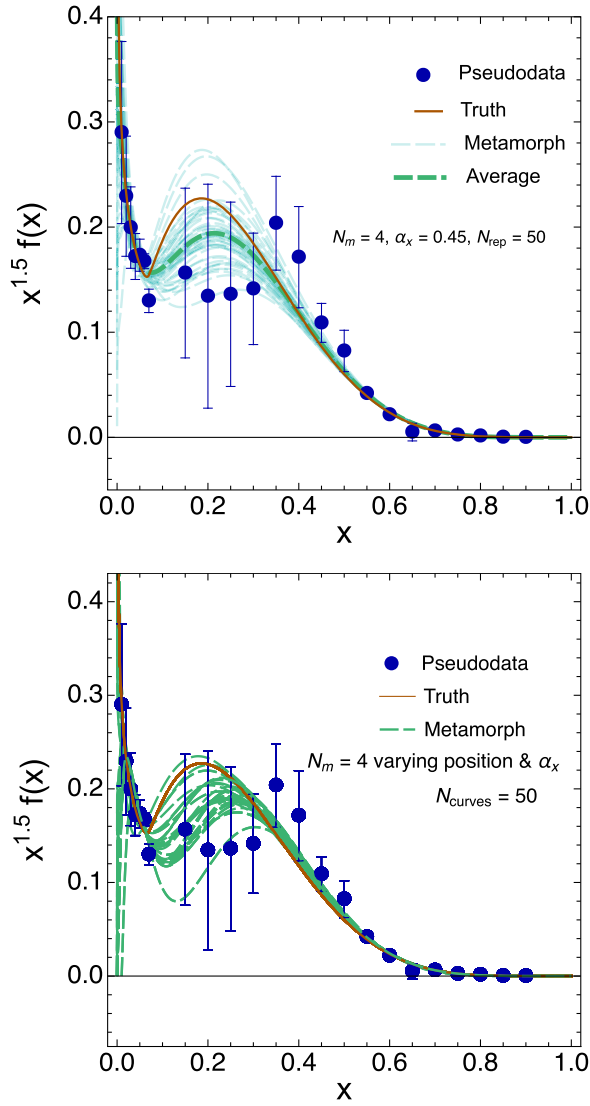 0.4
0.3
0.2
0.1
0.0
x^1.5 f(x)
Pseudodata
Truth
Metamorph
Average
N_m = 4, α_x = 0.45, N_rep = 50
0.0 0.2 0.4 0.6 0.8 1.0
x
0.4
0.3
0.2
0.1
0.0
x^1.5 f(x)
Pseudodata
Truth
Metamorph
N_m = 4 varying position & α_x
N_curves = 50
0.0 0.2 0.4 0.6 0.8 1.0
x